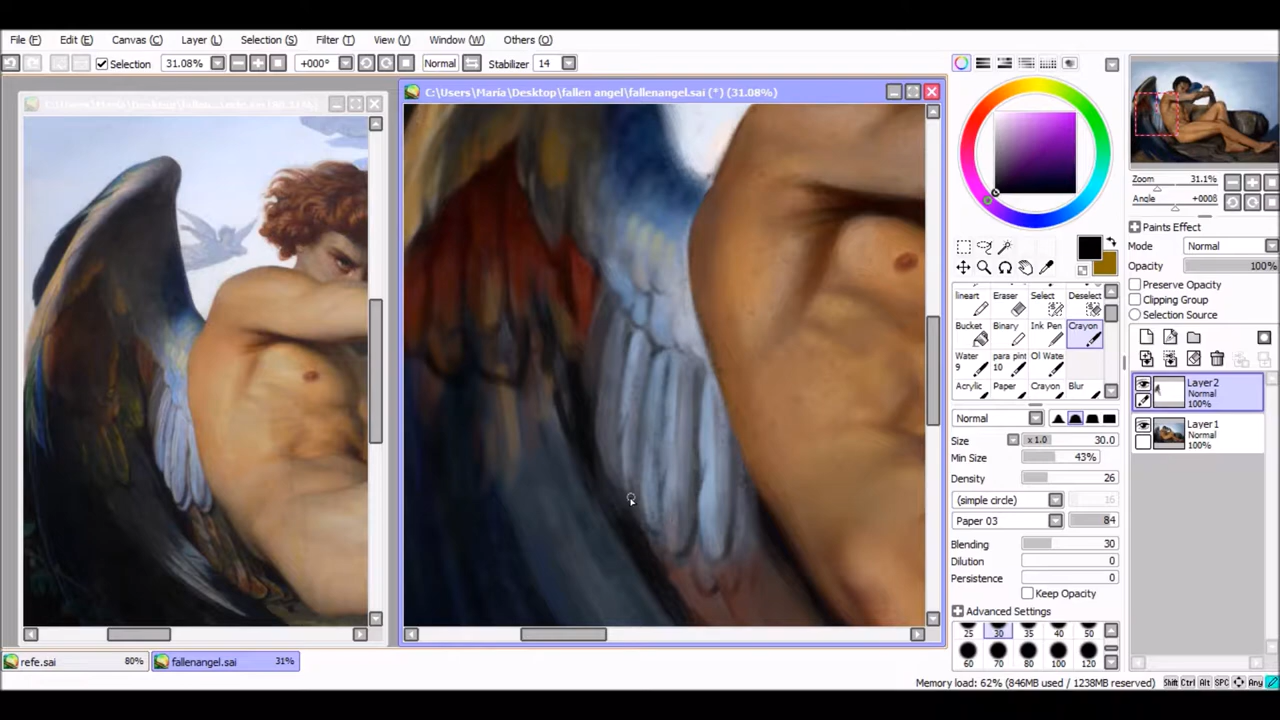 File (F) Edit (E) Canvas (C) Layer (L) Selection (S) Filter (T) View (V) Window (W) Others (O)
Selection 31.08% +000° Normal Stabilizer 14
C:\Users\Maria\Desktop\fallen angel\fallenangel.sai (*) (31.08%)
Zoom 31.1%
Angle +000θ
Paints Effect
Mode Normal
Opacity 100%
Preserve Opacity
Clipping Group
Selection Source
lineart Eraser Select Deselect
Bucket Binary Ink Pen Crayon
Water para pint Ol Wate
9 10
Acrylic Paper Crayon Blur
Layer2
Normal
100%
Layer1
Normal
100%
Normal
Size x 1.0 30.0
Min Size 43%
Density 26
(simple circle) 16
Paper 03 84
Blending 30
Dilution 0
Persistence 0
Keep Opacity
Advanced Settings
25 30 35 40 50
60 70 80 100 120
refe.sai 80% fallenangel.sai 31%
Memory load: 62% (846MB used / 1238MB reserved) Shift Ctrl Alt SPC Any